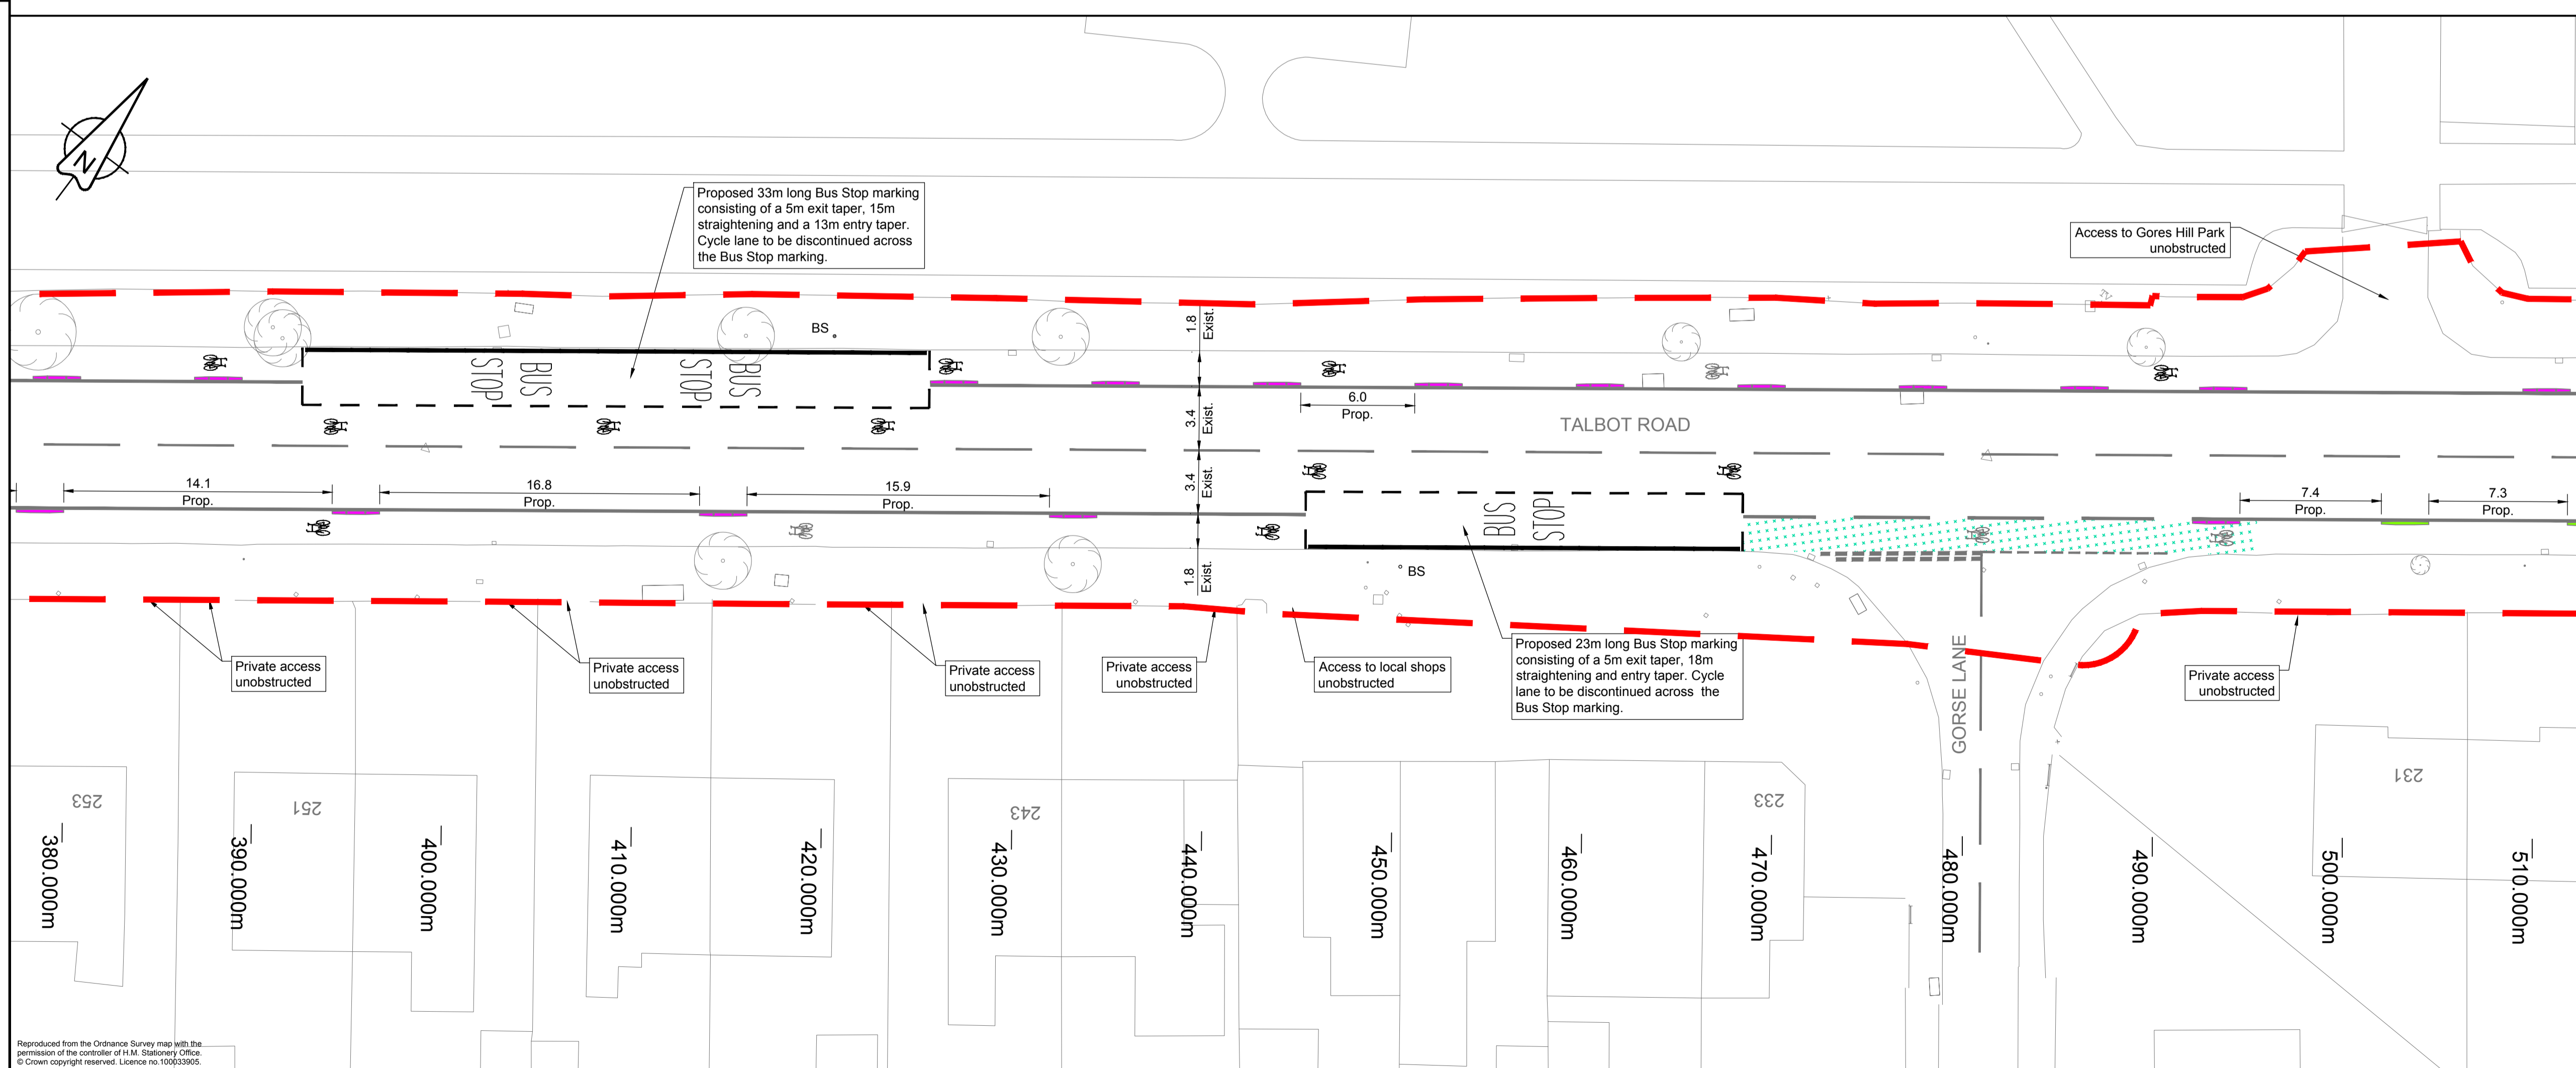 N
Proposed 33m long Bus Stop marking
consisting of a 5m exit taper, 15m
straightening and a 13m entry taper.
Cycle lane to be discontinued across
the Bus Stop marking.
Access to Gores Hill Park
unobstructed
TV
BS
1.8
Exist.
BUS
STOP
BUS
STOP
6.0
Prop.
3.4
Exist.
TALBOT ROAD
14.1
Prop.
16.8
Prop.
15.9
Prop.
3.4
Exist.
BUS
STOP
7.4
Prop.
7.3
Prop.
1.8
Exist.
BS
Private access
unobstructed
Private access
unobstructed
Private access
unobstructed
Private access
unobstructed
Access to local shops
unobstructed
Proposed 23m long Bus Stop marking
consisting of a 5m exit taper, 18m
straightening and entry taper. Cycle
lane to be discontinued across  the
Bus Stop marking.
GORSE LANE
Private access
unobstructed
253
251
243
233
231
380.000m
390.000m
400.000m
410.000m
420.000m
430.000m
440.000m
450.000m
460.000m
470.000m
480.000m
490.000m
500.000m
510.000m
Reproduced from the Ordnance Survey map with the
permission of the controller of H.M. Stationery Office.
© Crown copyright reserved. Licence no.100033905.